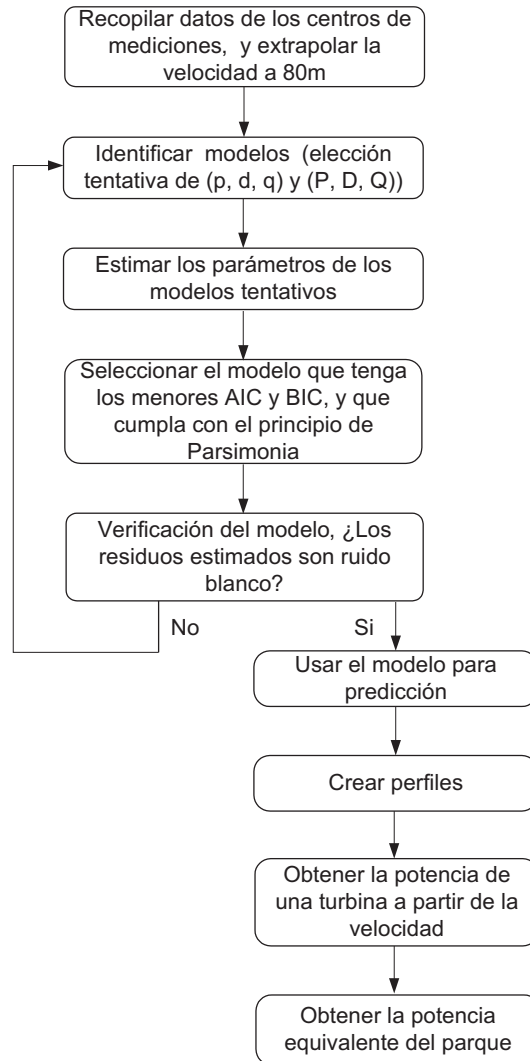 Recopilar datos de los centros de
mediciones, y extrapolar la
velocidad a 80m
Identificar modelos (elección
tentativa de (p, d, q) y (P, D, Q))
Estimar los parámetros de los
modelos tentativos
Seleccionar el modelo que tenga
los menores AIC y BIC, y que
cumpla con el principio de
Parsimonia
Verificación del modelo, ¿Los
residuos estimados son ruido
blanco?
No
Si
Usar el modelo para
predicción
Crear perfiles
Obtener la potencia de
una turbina a partir de la
velocidad
Obtener la potencia
equivalente del parque